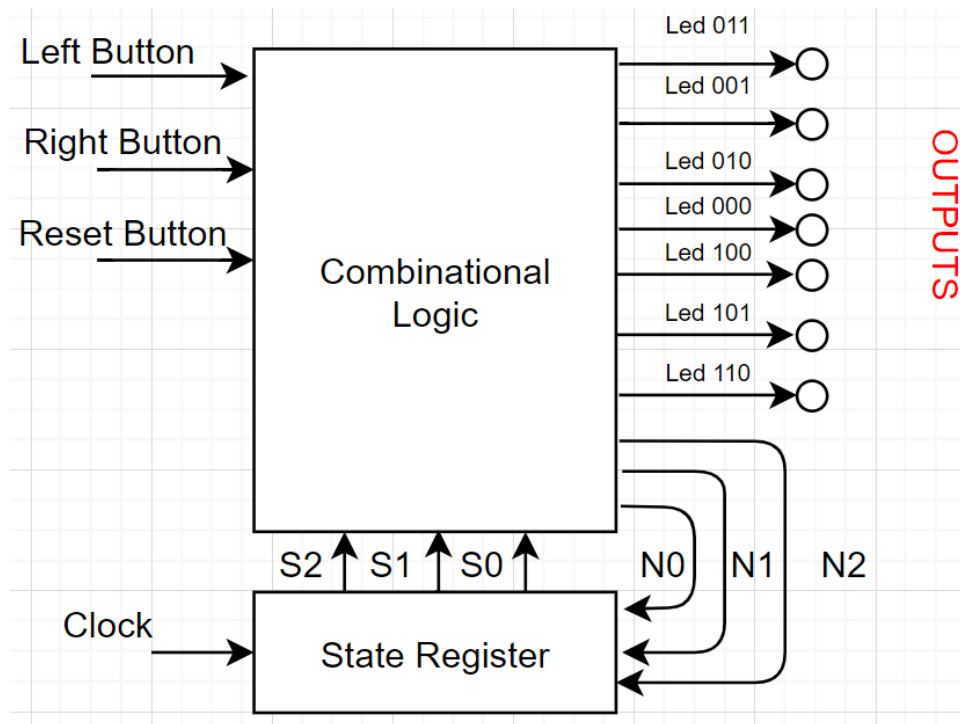 Left Button
Right Button
Reset Button
Combinational
Logic
Led 011
Led 001
Led 010
Led 000
Led 100
Led 101
Led 110
OUTPUTS
S2
S1
S0
N0
N1
N2
Clock
State Register